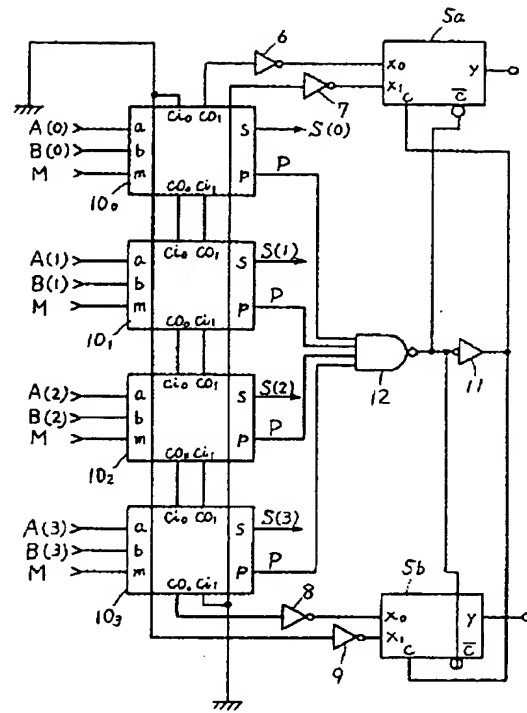 6
5a
x₀
x₁
y
c
c̅
7
A(0)
a
Ci₀
CO₁
S
S(0)
B(0)
b
M
m
P
P
10₀
CO₀
Ci₁
A(1)
a
Ci₀
CO₁
S
S(1)
B(1)
b
M
m
P
P
10₁
CO₀
Ci₁
12
11
A(2)
a
Ci₀
CO₁
S
S(2)
B(2)
b
M
m
P
P
10₂
CO₀
Ci₁
A(3)
a
Ci₀
CO₁
S
S(3)
B(3)
b
M
m
P
P
10₃
CO₀
Ci₁
8
5b
x₀
x₁
y
c
c̅
9